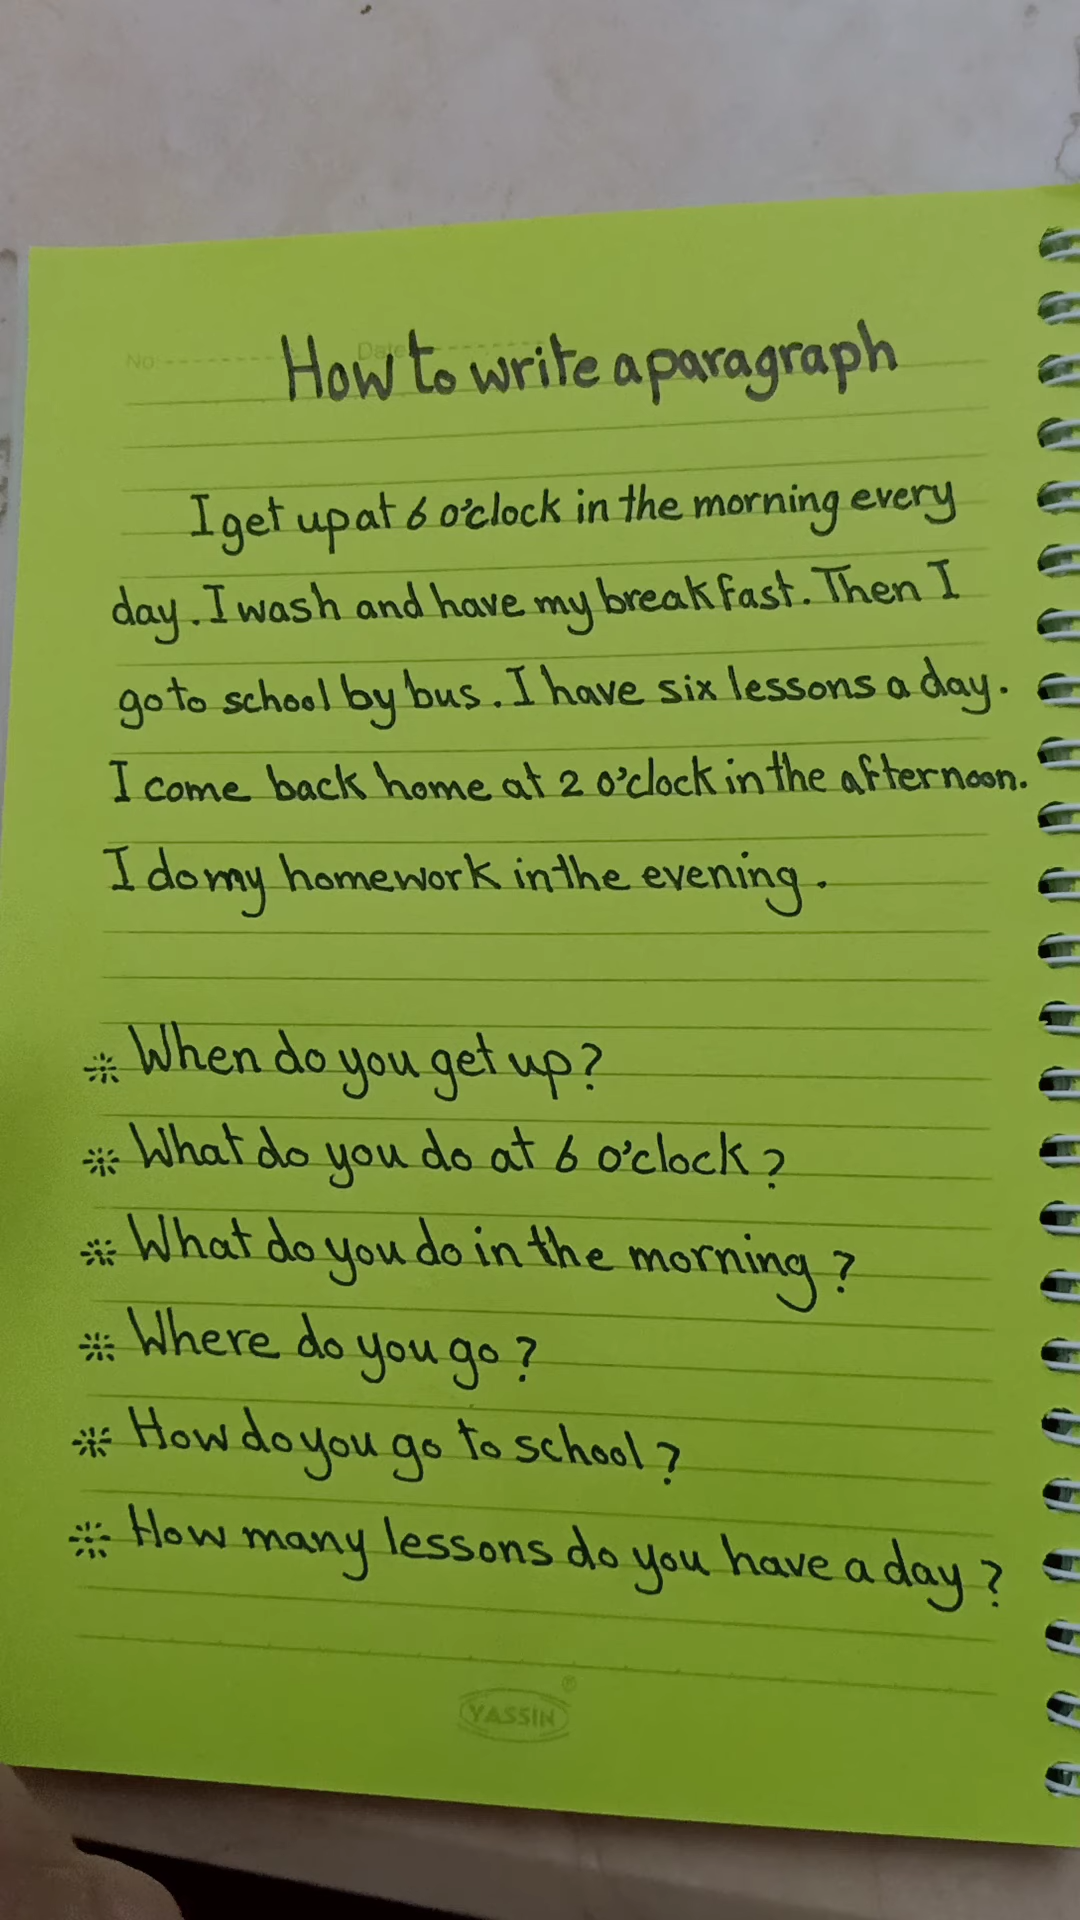 No
Date
How to write a paragraph
I get up at 6 o'clock in the morning every
day. I wash and have my breakfast. Then I
go to school by bus. I have six lessons a day.
I come back home at 2 o'clock in the afternoon.
I do my homework in the evening.
When do you get up?
What do you do at 6 o'clock?
What do you do in the morning?
Where do you go?
How do you go to school?
How many lessons do you have a day?
YASSIN ®